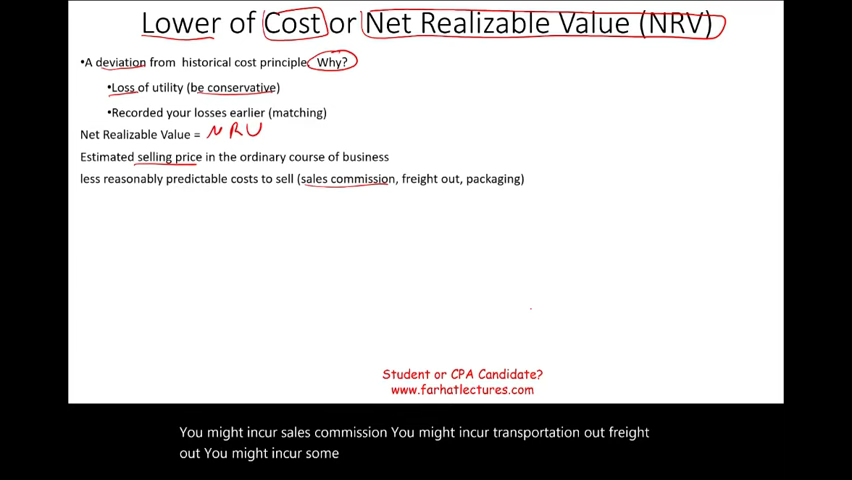 Lower of Cost or Net Realizable Value (NRV)
•A deviation from historical cost principle. Why?
•Loss of utility (be conservative)
•Recorded your losses earlier (matching)
Net Realizable Value = NRV
Estimated selling price in the ordinary course of business
less reasonably predictable costs to sell (sales commission, freight out, packaging)
Student or CPA Candidate?
www.farhatlectures.com
You might incur sales commission You might incur transportation out freight
out You might incur some